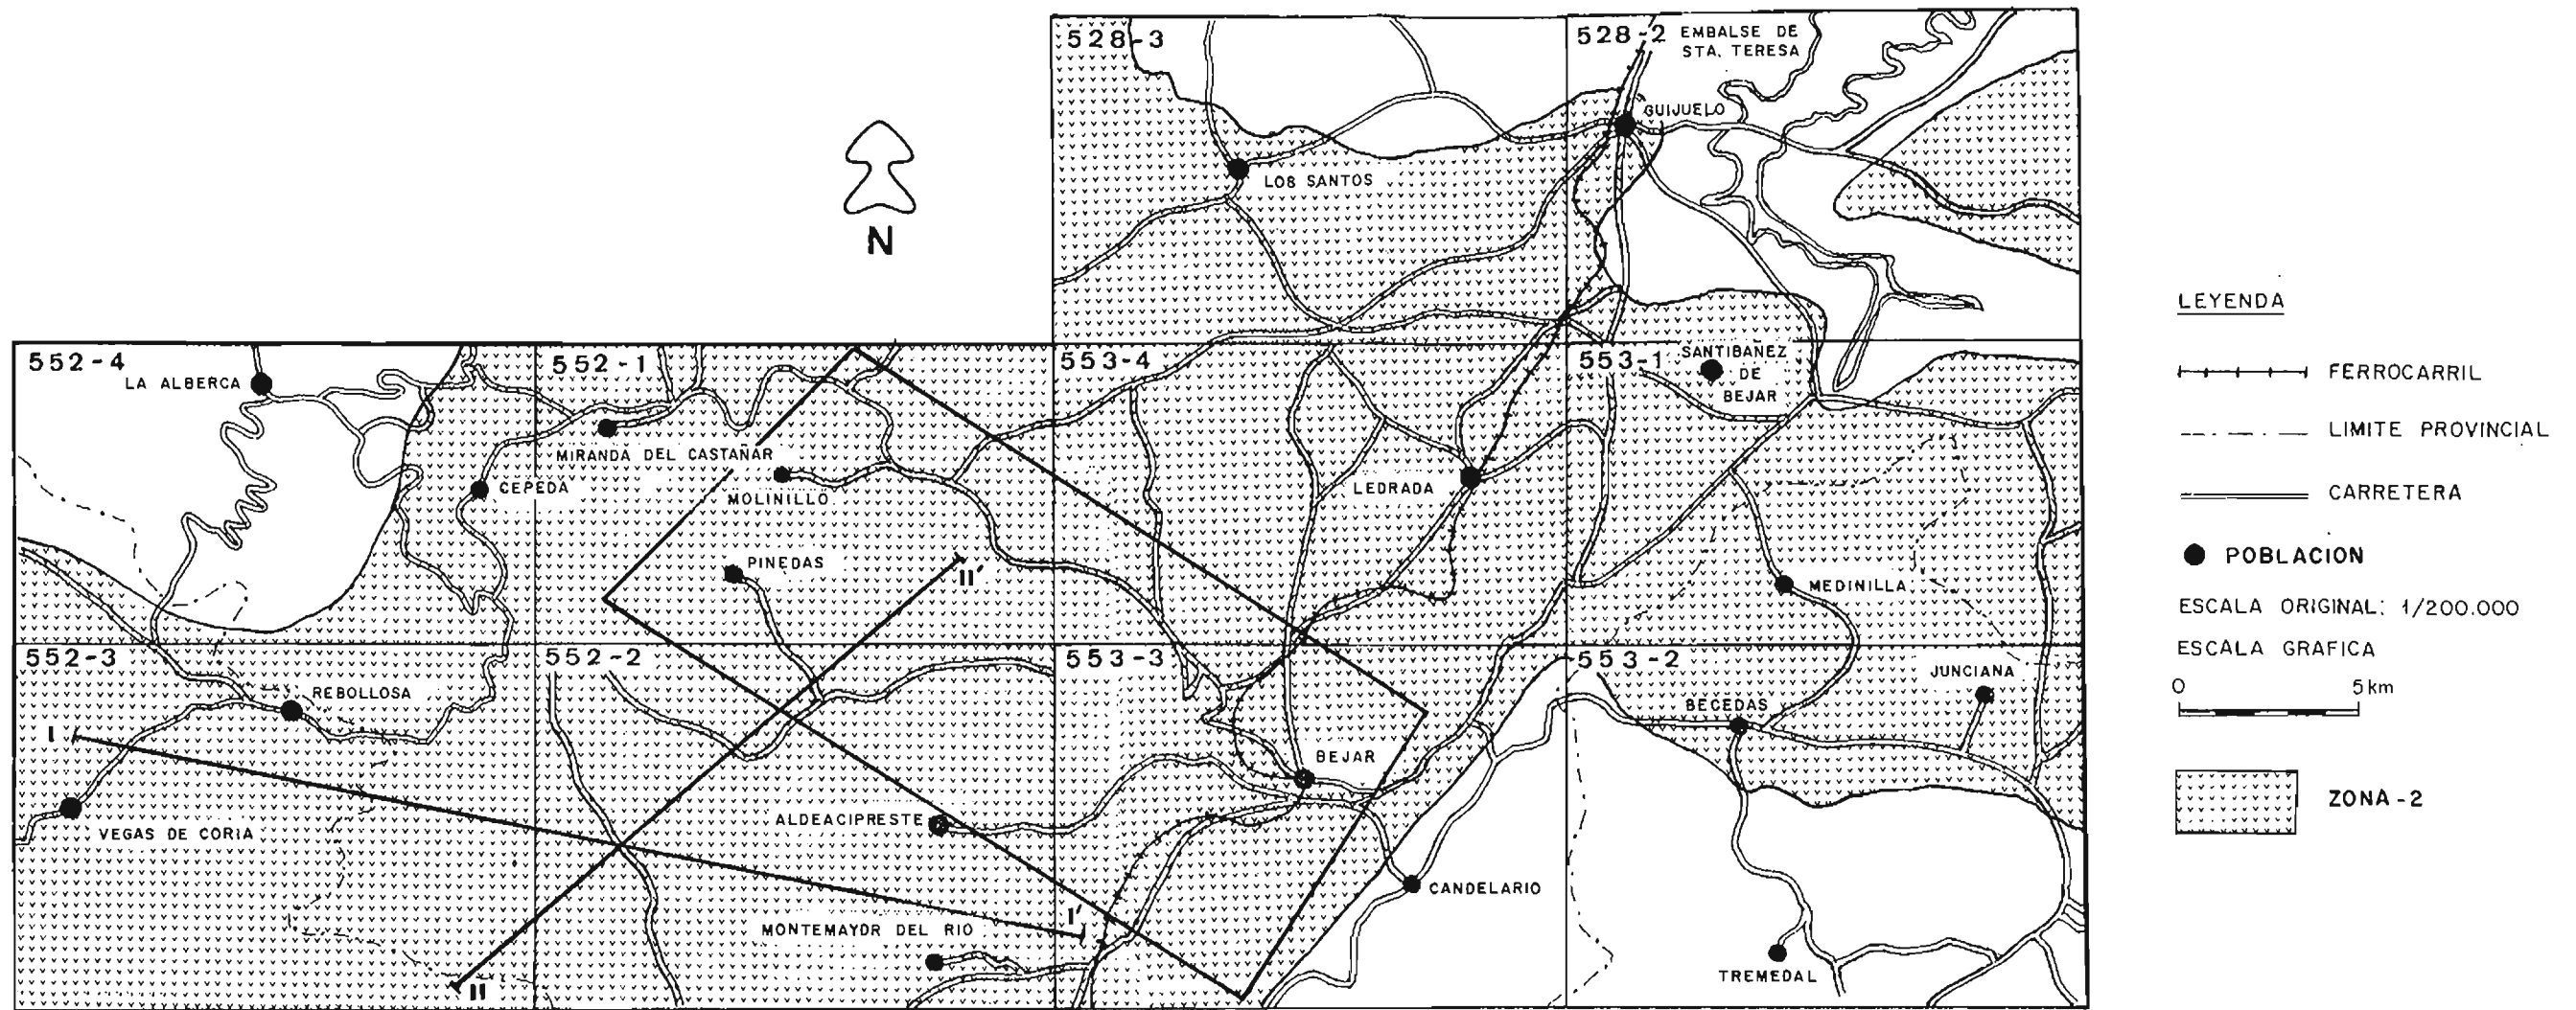 528-3
528-2
EMBALSE DE
STA. TERESA
GUIJUELO
LOS SANTOS
N
552-4
LA ALBERCA
552-1
553-4
553-1
SANTIBANEZ
DE
BEJAR
MIRANDA DEL CASTAÑAR
CEPEDA
MOLINILLO
LEDRADA
PINEDAS
II'
MEDINILLA
552-3
552-2
553-3
553-2
REBOLLOSA
JUNCIANA
BECEDAS
I
BEJAR
VEGAS DE CORIA
ALDEACIPRESTE
CANDELARIO
I'
MONTEMAYOR DEL RIO
TREMEDAL
II
LEYENDA
FERROCARRIL
LIMITE PROVINCIAL
CARRETERA
POBLACION
ESCALA ORIGINAL: 1/200.000
ESCALA GRAFICA
0 5 km
ZONA-2